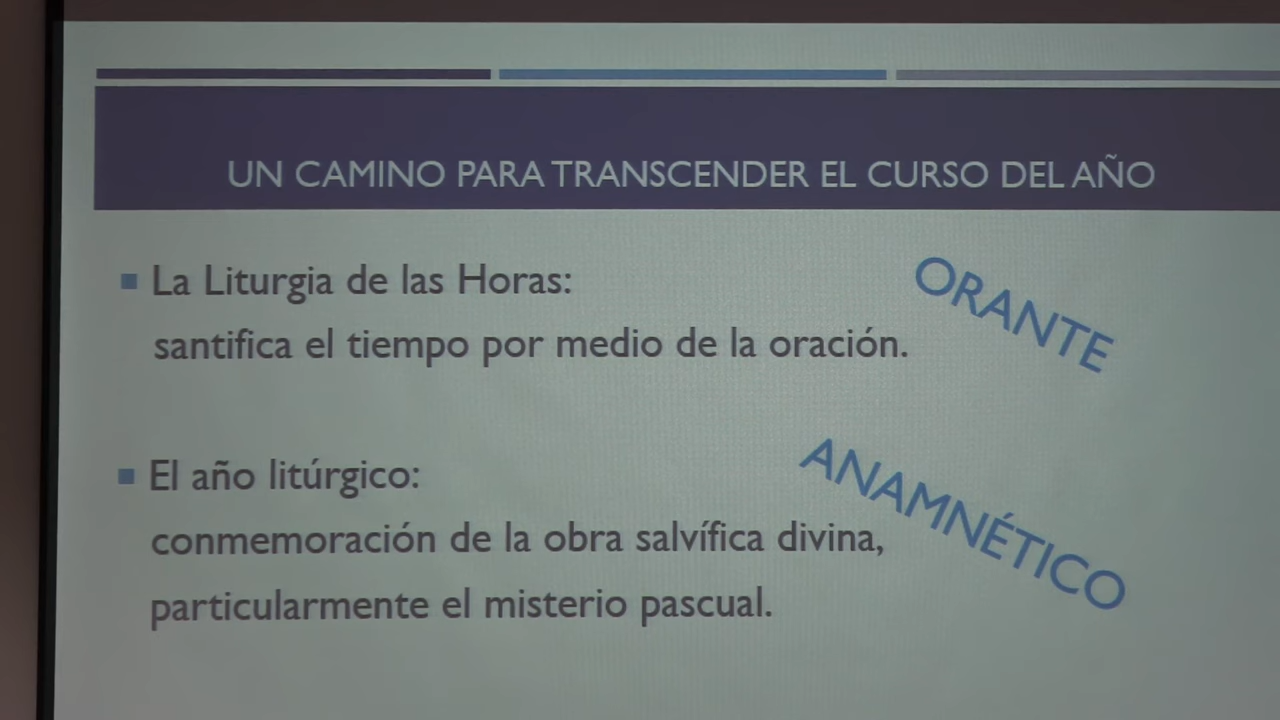 UN CAMINO PARA TRANSCENDER EL CURSO DEL AÑO
La Liturgia de las Horas:
santifica el tiempo por medio de la oración.
ORANTE
El año litúrgico:
conmemoración de la obra salvífica divina,
particularmente el misterio pascual.
ANAMNÉTICO